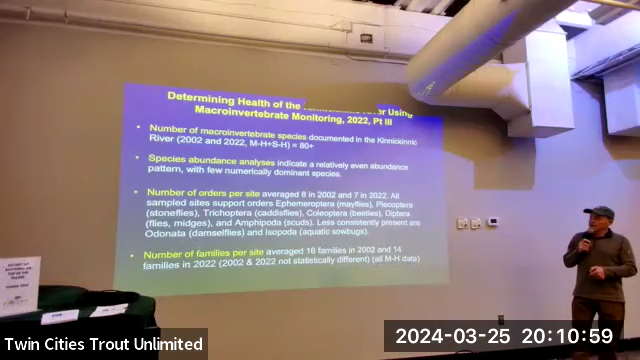 Determining Health of the Kinnickinnic River Using
Macroinvertebrate Monitoring, 2022, Pt III
• Number of macroinvertebrate species documented in the Kinnickinnic
River (2002 and 2022, M-H+S-H) = 80+
• Species abundance analyses indicate a relatively even abundance
pattern, with few numerically dominant species.
• Number of orders per site averaged 8 in 2002 and 7 in 2022. All
sampled sites support orders Ephemeroptera (mayflies), Plecoptera
(stoneflies), Trichoptera (caddisflies), Coleoptera (beetles), Diptera
(flies, midges), and Amphipoda (scuds). Less consistently present are
Odonata (damselflies) and Isopoda (aquatic sowbugs).
• Number of families per site averaged 16 families in 2002 and 14
families in 2022 (2002 & 2022 not statistically different) (all M-H data)
Twin Cities Trout Unlimited
2024-03-25 20:10:59